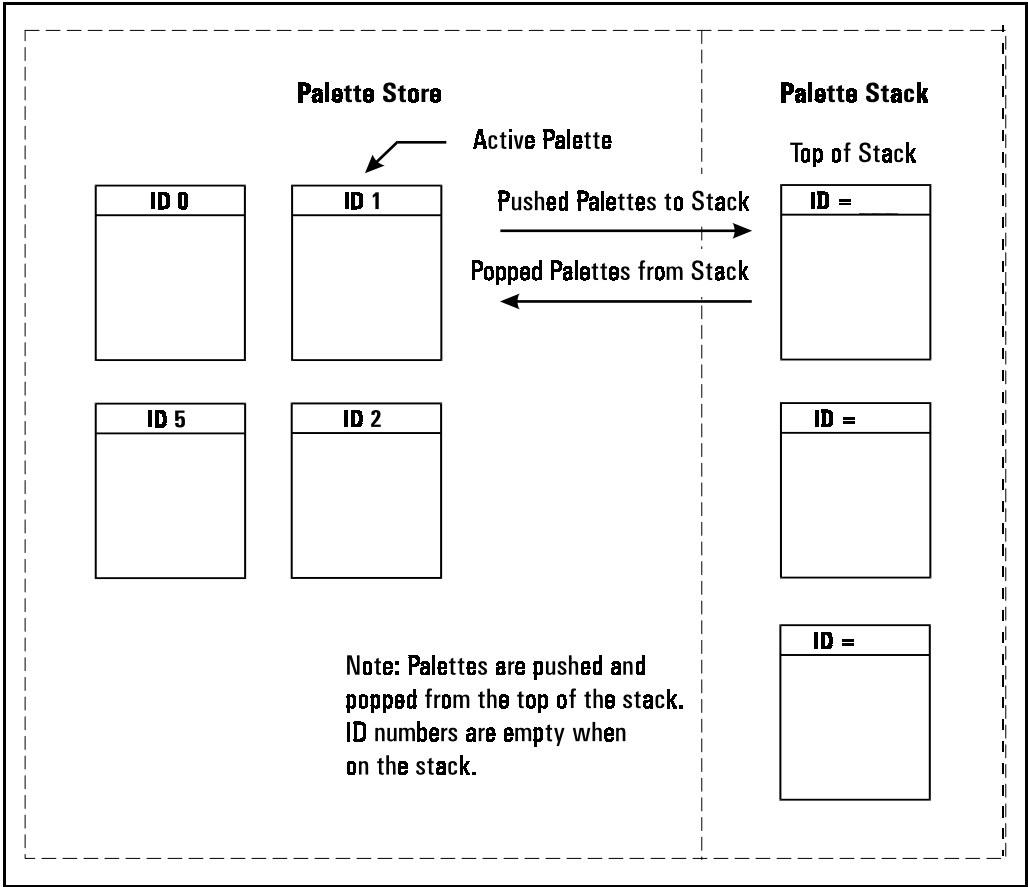 Palette Store
Palette Stack
Active Palette
Top of Stack
ID 0
ID 1
Pushed Palettes to Stack
ID = ___
Popped Palettes from Stack
ID 5
ID 2
ID =
ID =
Note: Palettes are pushed and
popped from the top of the stack.
ID numbers are empty when
on the stack.